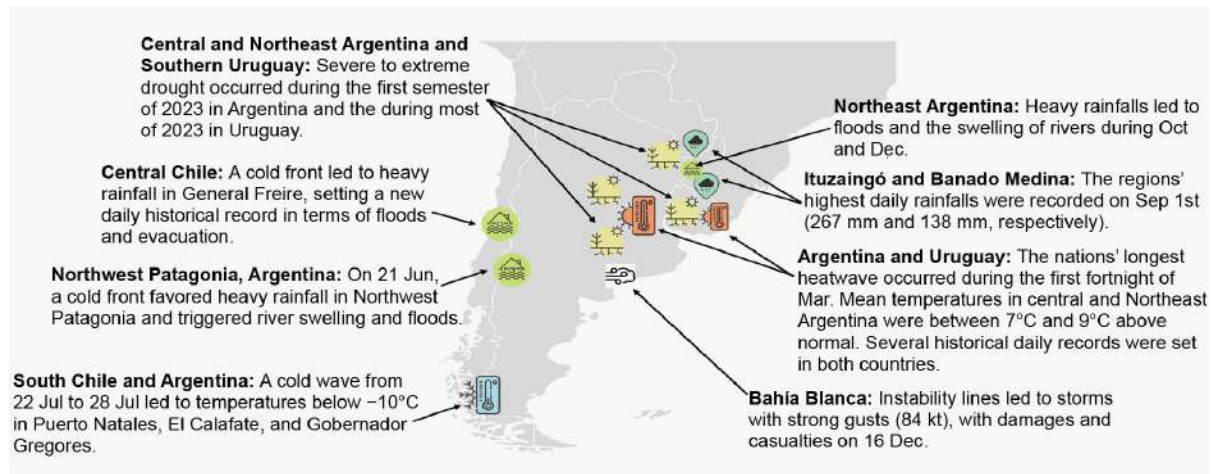 Central and Northeast Argentina and
Southern Uruguay: Severe to extreme
drought occurred during the first semester
of 2023 in Argentina and the during most
of 2023 in Uruguay.
Central Chile: A cold front led to heavy
rainfall in General Freire, setting a new
daily historical record in terms of floods
and evacuation.
Northwest Patagonia, Argentina: On 21 Jun,
a cold front favored heavy rainfall in Northwest
Patagonia and triggered river swelling and floods.
South Chile and Argentina: A cold wave from
22 Jul to 28 Jul led to temperatures below −10°C
in Puerto Natales, El Calafate, and Gobernador
Gregores.
Northeast Argentina: Heavy rainfalls led to
floods and the swelling of rivers during Oct
and Dec.
Ituzaingó and Banado Medina: The regions'
highest daily rainfalls were recorded on Sep 1st
(267 mm and 138 mm, respectively).
Argentina and Uruguay: The nations' longest
heatwave occurred during the first fortnight of
Mar. Mean temperatures in central and Northeast
Argentina were between 7°C and 9°C above
normal. Several historical daily records were set
in both countries.
Bahía Blanca: Instability lines led to storms
with strong gusts (84 kt), with damages and
casualties on 16 Dec.